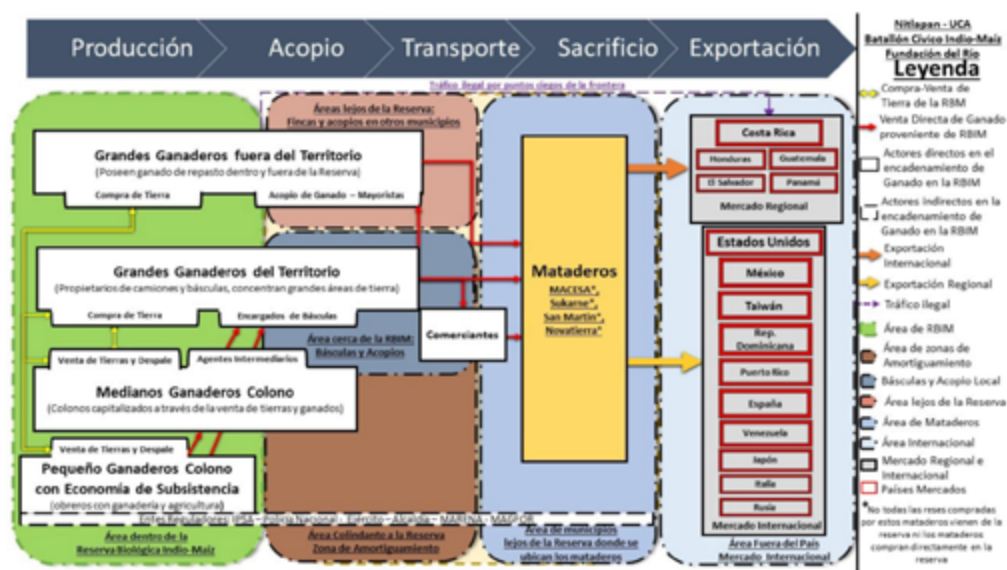 Producción
Acopio
Transporte
Sacrificio
Exportación
Nitlapan - UCA
Batallón Cívico Indio-Maíz
Fundación del Río
Leyenda
Compra-Venta de
Tierra de la RBM
Venta Directa de Ganado
proveniente de RBIM
Actores directos en el
encadenamiento de
Ganado en la RBIM
Actores indirectos en la
encadenamiento de
Ganado en la RBIM
Exportación
Internacional
Exportación Regional
Tráfico ilegal
Área de RBIM
Área de zonas de
Amortiguamiento
Básculas y Acopio Local
Área lejos de la Reserva
Área de Mataderos
Área Internacional
Mercado Regional e
Internacional
Países Mercados
*No todas las reses compradas
por estos mataderos vienen de la
reserva ni los mataderos
compran directamente en la
reserva
Tráfico ilegal por puntos ciegos de la frontera
Áreas lejos de la Reserva:
Fincas y acopios en otros municipios
Grandes Ganaderos fuera del Territorio
(Poseen ganado de repasto dentro y fuera de la Reserva)
Compra de Tierra
Acopio de Ganado – Mayoristas
Grandes Ganaderos del Territorio
(Propietarios de camiones y básculas, concentran grandes áreas de tierra)
Compra de Tierra
Encargados de Básculas
Área cerca de la RBIM:
Básculas y Acopios
Comerciantes
Venta de Tierras y Despale
Agentes Intermediarios
Medianos Ganaderos Colono
(Colonos capitalizados a través de la venta de tierras y ganados)
Venta de Tierras y Despale
Pequeño Ganaderos Colono
con Economía de Subsistencia
(obreros con ganadería y agricultura)
Entes Reguladores: IPSA – Policía Nacional - Ejército – Alcaldía – MARENA - MAGFOR
Área dentro de la
Reserva Biológica Indio-Maíz
Área Colindante a la Reserva
Zona de Amortiguamiento
Mataderos
MACESA*,
Sukarne*,
San Martin*,
Novatierra*
Área de municipios
lejos de la Reserva donde se
ubican los mataderos
Costa Rica
Honduras
Guatemala
El Salvador
Panamá
Mercado Regional
Estados Unidos
México
Taiwán
Rep.
Dominicana
Puerto Rico
España
Venezuela
Japón
Italia
Rusia
Mercado Internacional
Área Fuera del País
Mercado Internacional